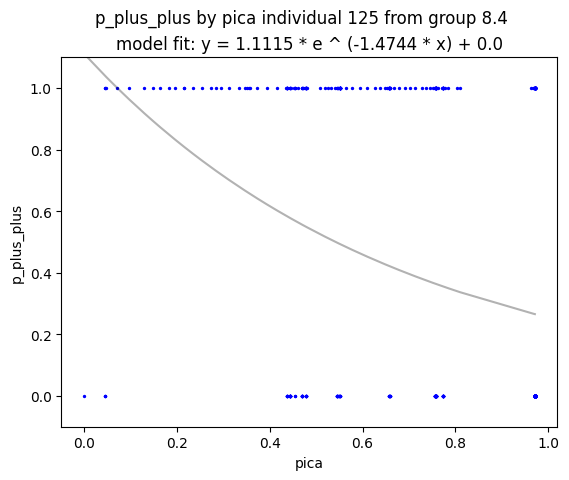 p_plus_plus by pica individual 125 from group 8.4
model fit: y = 1.1115 * e ^ (-1.4744 * x) + 0.0
1.0
0.8
0.6
0.4
0.2
0.0
p_plus_plus
0.0 0.2 0.4 0.6 0.8 1.0
pica